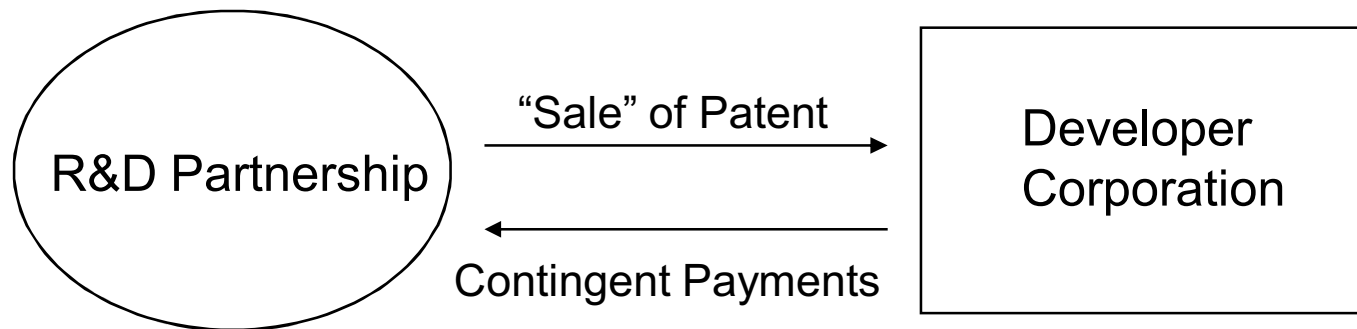 R&D Partnership
“Sale” of Patent
Contingent Payments
Developer
Corporation